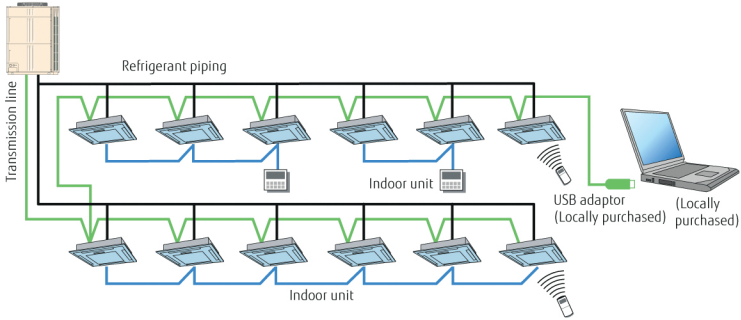 Refrigerant piping
Transmission line
Indoor unit
USB adaptor
(Locally purchased)
(Locally
purchased)
Indoor unit